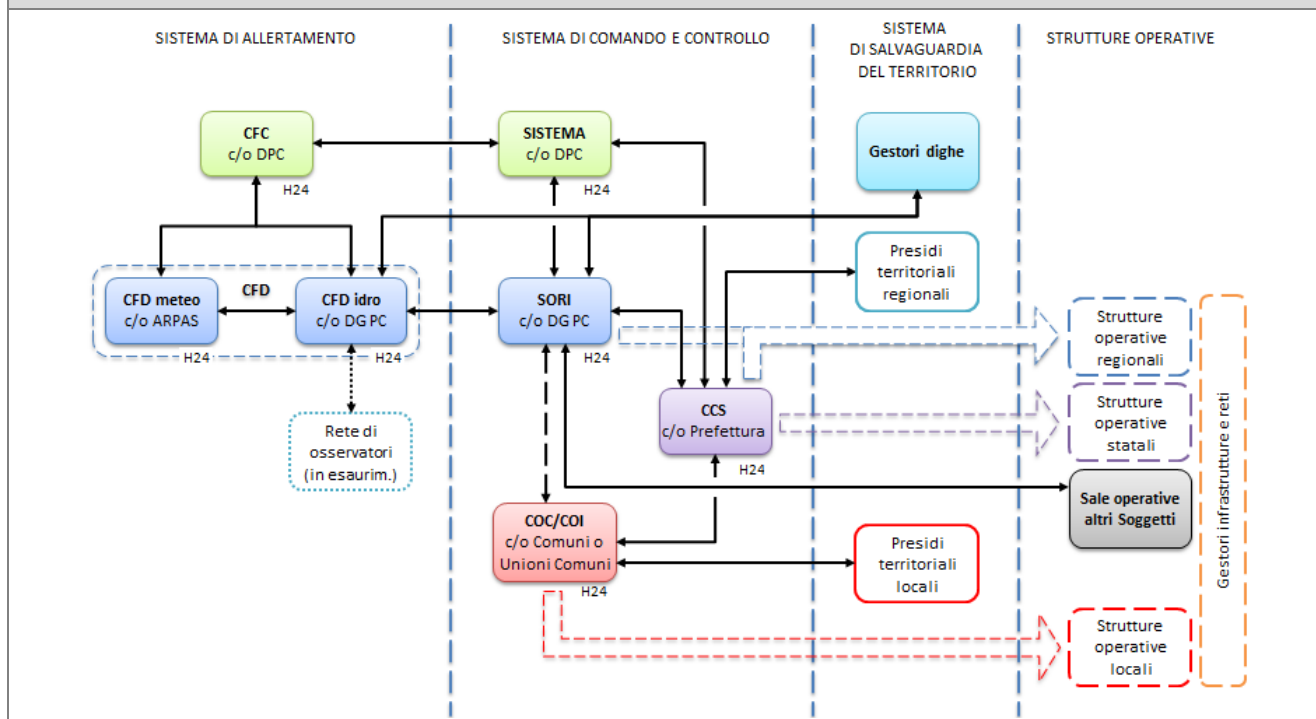 SISTEMA DI ALLERTAMENTO
SISTEMA DI COMANDO E CONTROLLO
SISTEMA
DI SALVAGUARDIA
DEL TERRITORIO
STRUTTURE OPERATIVE
CFC
c/o DPC
H24
SISTEMA
c/o DPC
H24
Gestori dighe
CFD
CFD meteo
c/o ARPAS
H24
CFD idro
c/o DG PC
H24
SORI
c/o DG PC
H24
Presidi
territoriali
regionali
Strutture
operative
regionali
CCS
c/o Prefettura
H24
Strutture
operative
statali
Rete di
osservatori
(in esaurim.)
Sale operative
altri Soggetti
COC/COI
c/o Comuni o
Unioni Comuni
H24
Presidi
territoriali
locali
Strutture
operative
locali
Gestori infrastrutture e reti